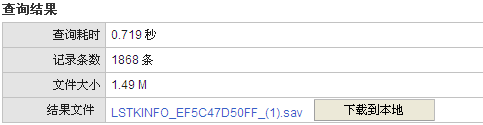 查询结果
查询耗时 0.719 秒
记录条数 1868 条
文件大小 1.49 M
结果文件 LSTKINFO_EF5C47D50FF_(1).sav 下载到本地